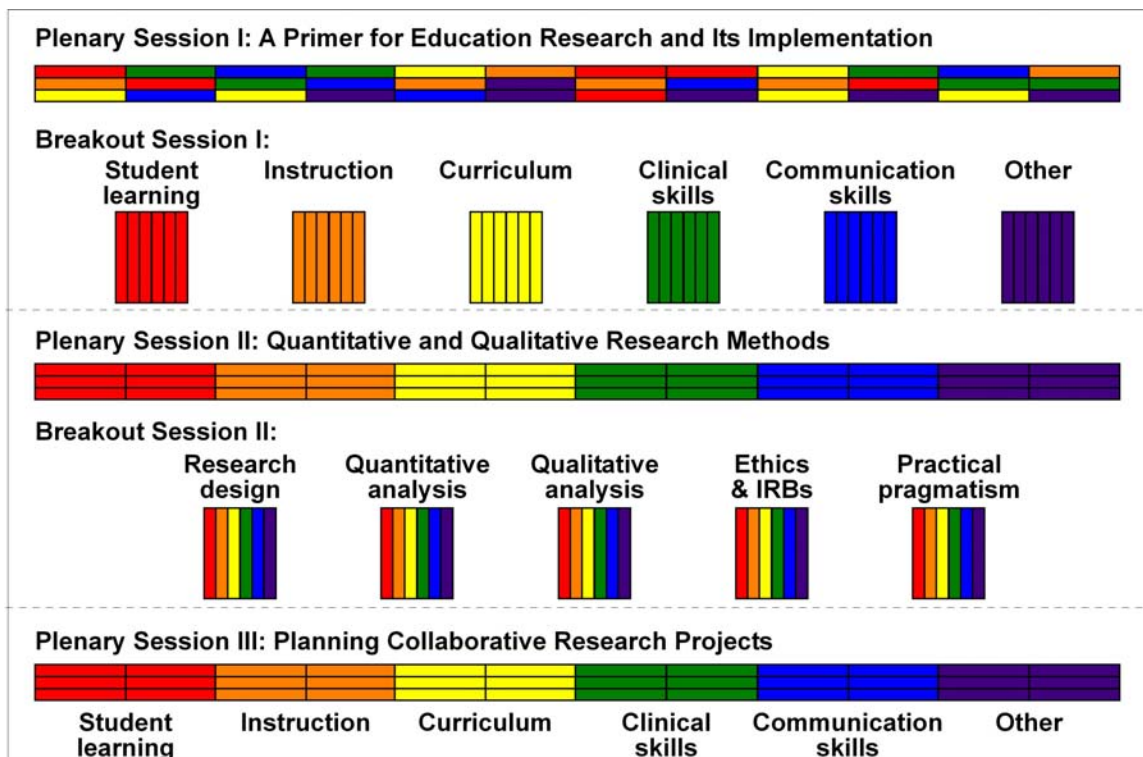 Plenary Session I: A Primer for Education Research and Its Implementation
Breakout Session I:
Student learning
Instruction
Curriculum
Clinical skills
Communication skills
Other
Plenary Session II: Quantitative and Qualitative Research Methods
Breakout Session II:
Research design
Quantitative analysis
Qualitative analysis
Ethics & IRBs
Practical pragmatism
Plenary Session III: Planning Collaborative Research Projects
Student learning
Instruction
Curriculum
Clinical skills
Communication skills
Other